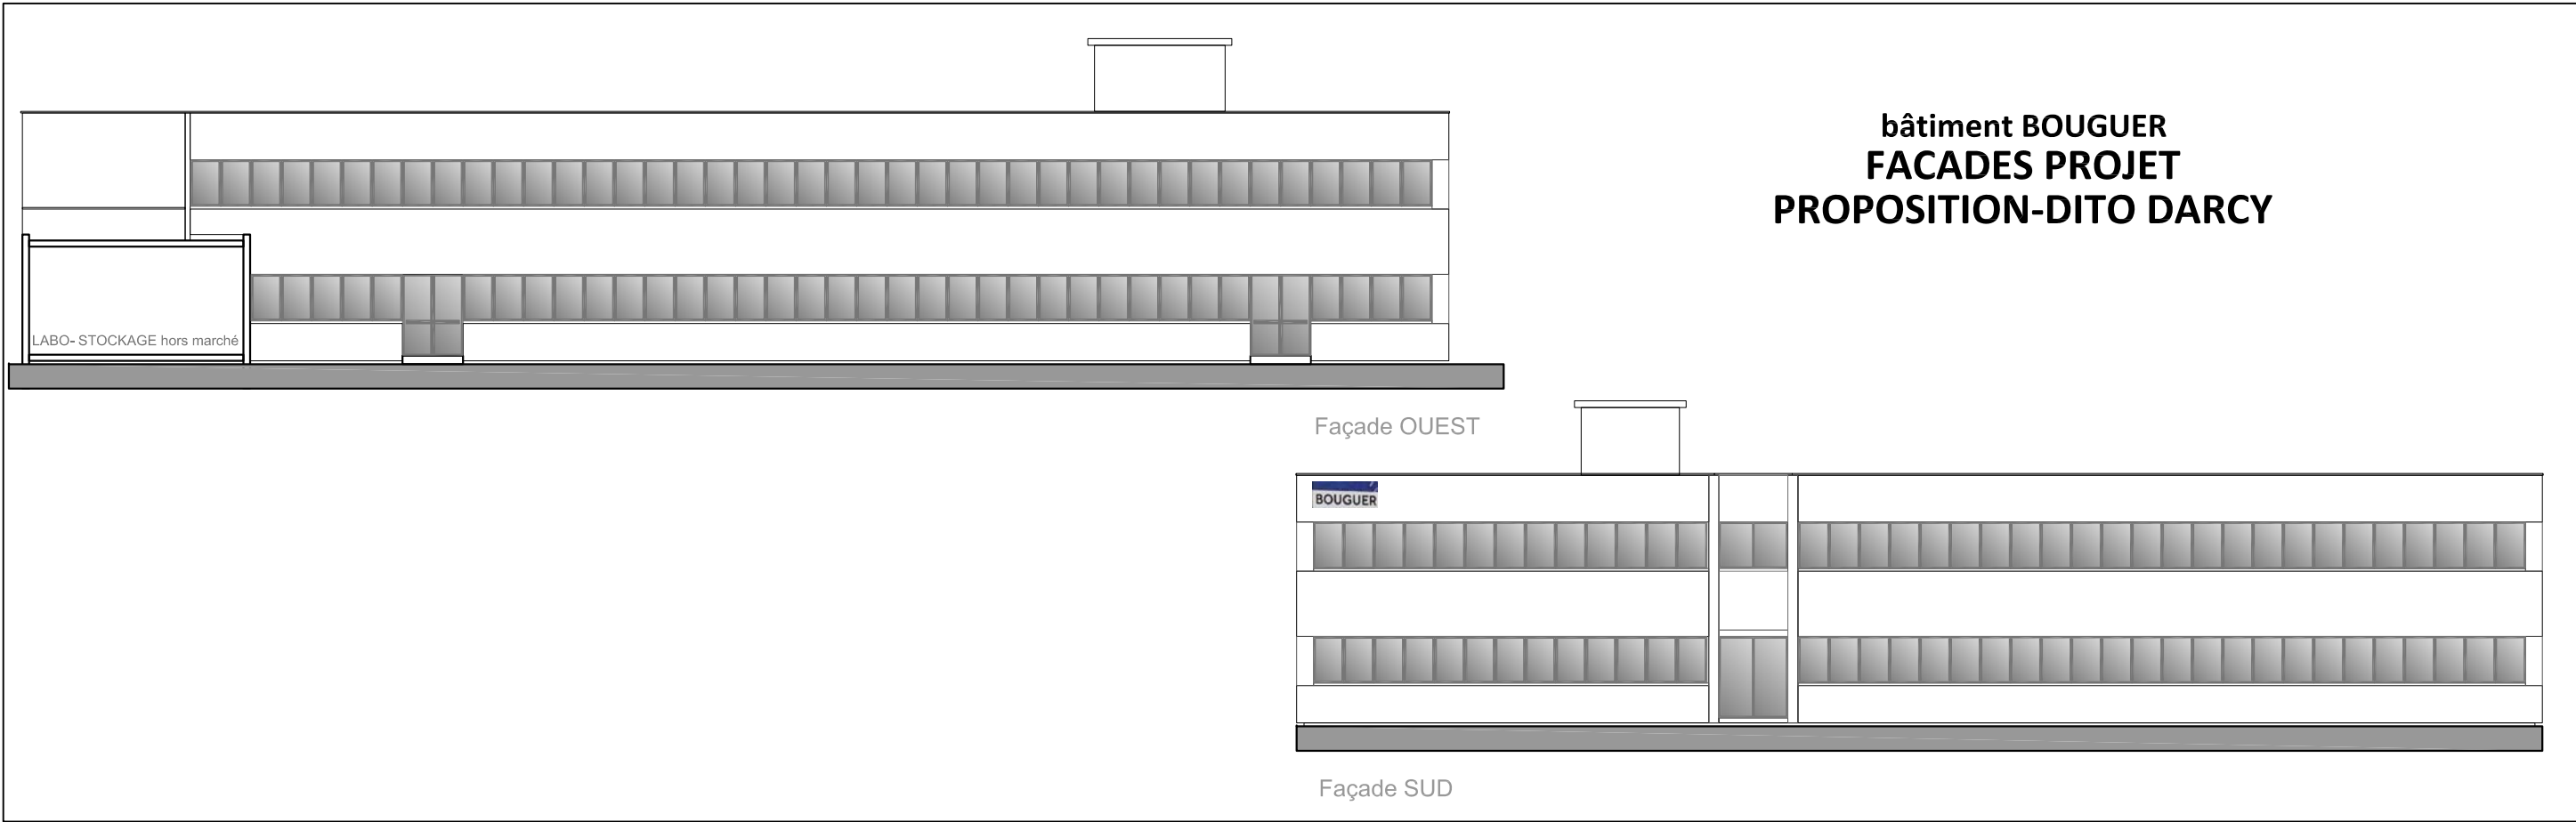 bâtiment BOUGUER
FACADES PROJET
PROPOSITION-DITO DARCY
LABO- STOCKAGE hors marché
Façade OUEST
BOUGUER
Façade SUD